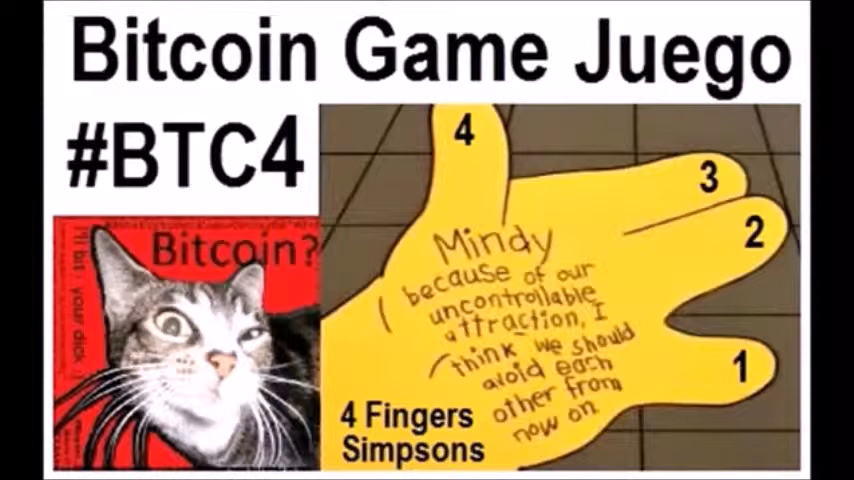 Bitcoin Game Juego
#BTC4
Bitcoin?
I'll bit your dick :)
4
3
2
1
Mindy
because of our
uncontrollable
attraction, I
think we should
avoid each
other from
now on
4 Fingers
Simpsons